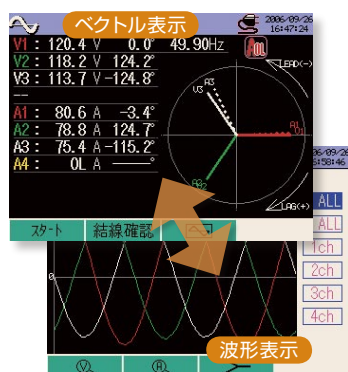 ベクトル表示
2006/09/26
16:47:24
V1: 120.4 V 0.0° 49.90Hz
V2: 118.2 V 124.2°
V3: 113.7 V -124.8°
--
A1: 80.6 A -3.4°
A2: 78.8 A 124.7°
A3: 75.4 A -115.2°
A4: OL A ----°
LEAD(-)
A3
V3
A1
LAG(+)
スタート 結線確認
ALL
ALL
1ch
2ch
3ch
4ch
0
波形表示